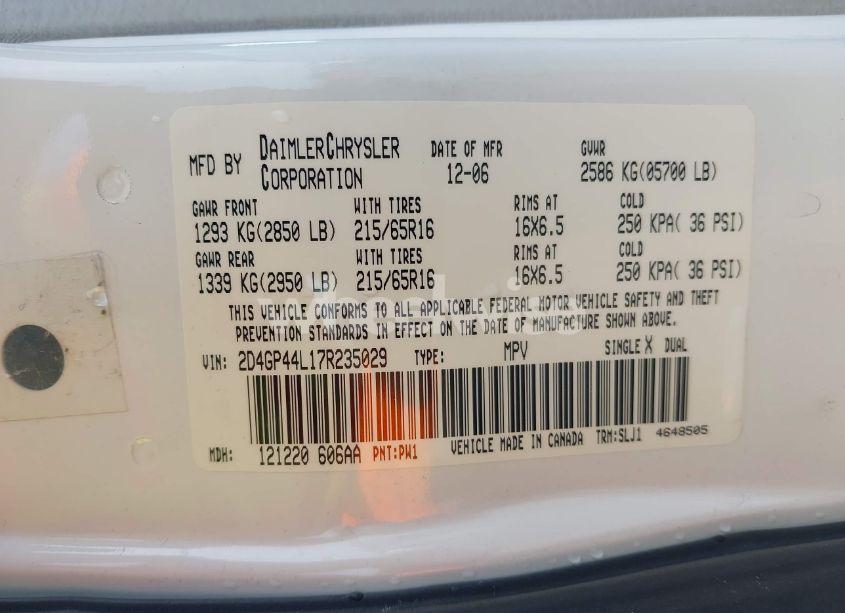 MFD BY DAIMLERCHRYSLER CORPORATION DATE OF MFR 12-06 GVWR 2586 KG(05700 LB)
GAWR FRONT WITH TIRES RIMS AT COLD
1293 KG(2850 LB) 215/65R16 16X6.5 250 KPA( 36 PSI)
GAWR REAR WITH TIRES RIMS AT COLD
1339 KG(2950 LB) 215/65R16 16X6.5 250 KPA( 36 PSI)
THIS VEHICLE CONFORMS TO ALL APPLICABLE FEDERAL MOTOR VEHICLE SAFETY AND THEFT
PREVENTION STANDARDS IN EFFECT ON THE DATE OF MANUFACTURE SHOWN ABOVE.
VIN: 2D4GP44L17R235029 TYPE: MPV SINGLE X DUAL
MDH: 121220 606AA PNT:PW1 VEHICLE MADE IN CANADA TRM:SLJ1 4648505